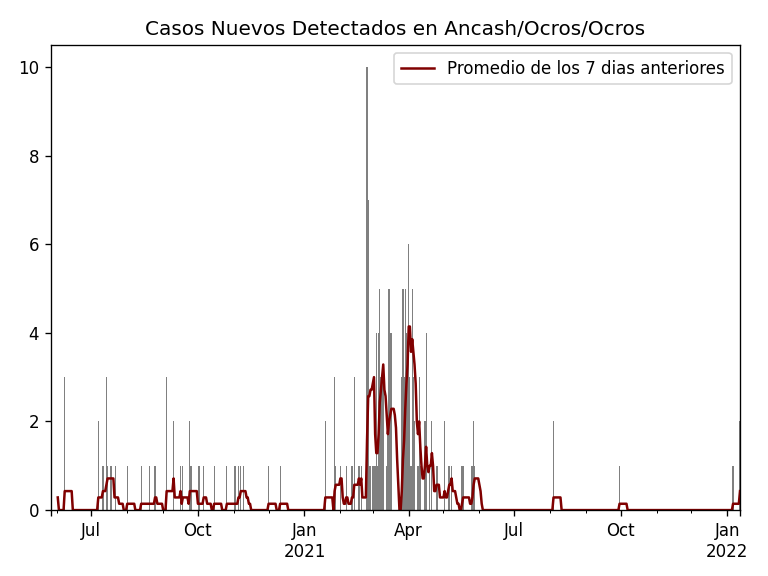 Casos Nuevos Detectados en Ancash/Ocros/Ocros
Promedio de los 7 dias anteriores
10
8
6
4
2
0
Jul
Oct
Jan
2021
Apr
Jul
Oct
Jan
2022